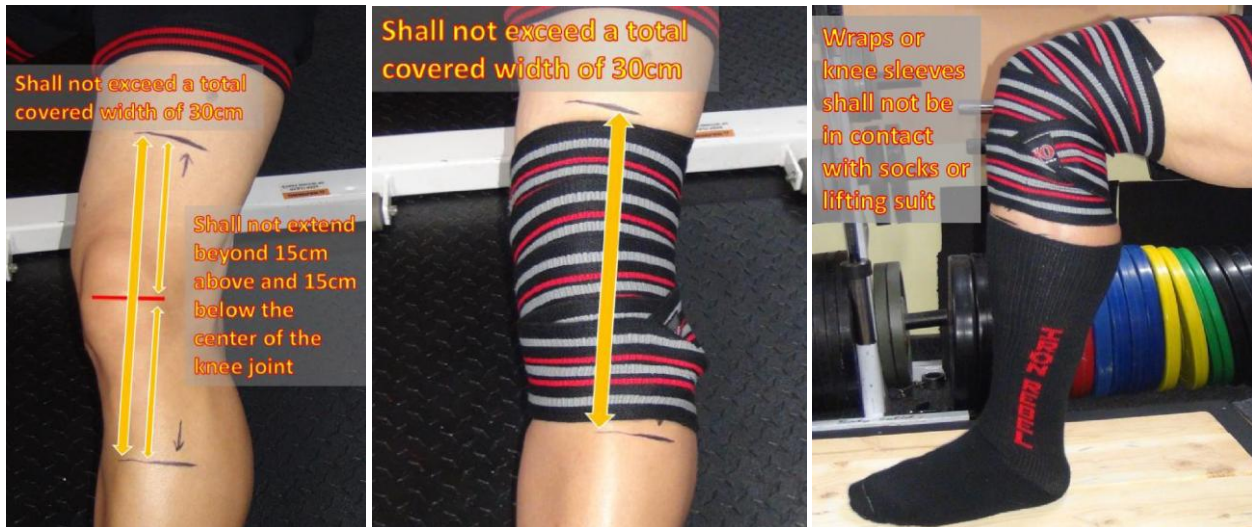 Shall not exceed a total
covered width of 30cm
Shall not extend
beyond 15cm
above and 15cm
below the
center of the
knee joint
Shall not exceed a total
covered width of 30cm
Wraps or
knee sleeves
shall not be
in contact
with socks or
lifting suit
IRON REBEL